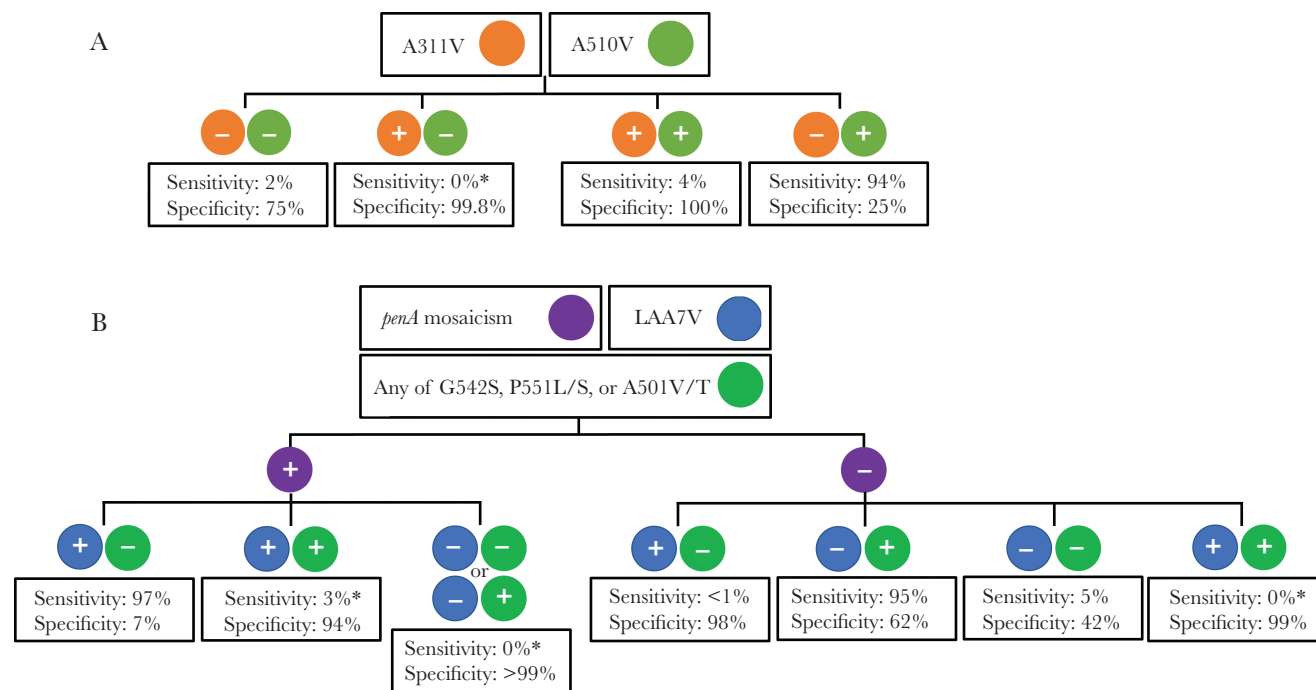 A
A311V
A510V
− − + − + + − +
Sensitivity: 2%
Specificity: 75%
Sensitivity: 0%*
Specificity: 99.8%
Sensitivity: 4%
Specificity: 100%
Sensitivity: 94%
Specificity: 25%
B
penA mosaicism
LAA7V
Any of G542S, P551L/S, or A501V/T
+ −
+ − + + − − + − − + − − + +
or
− +
Sensitivity: 97%
Specificity: 7%
Sensitivity: 3%*
Specificity: 94%
Sensitivity: 0%*
Specificity: >99%
Sensitivity: <1%
Specificity: 98%
Sensitivity: 95%
Specificity: 62%
Sensitivity: 5%
Specificity: 42%
Sensitivity: 0%*
Specificity: 99%